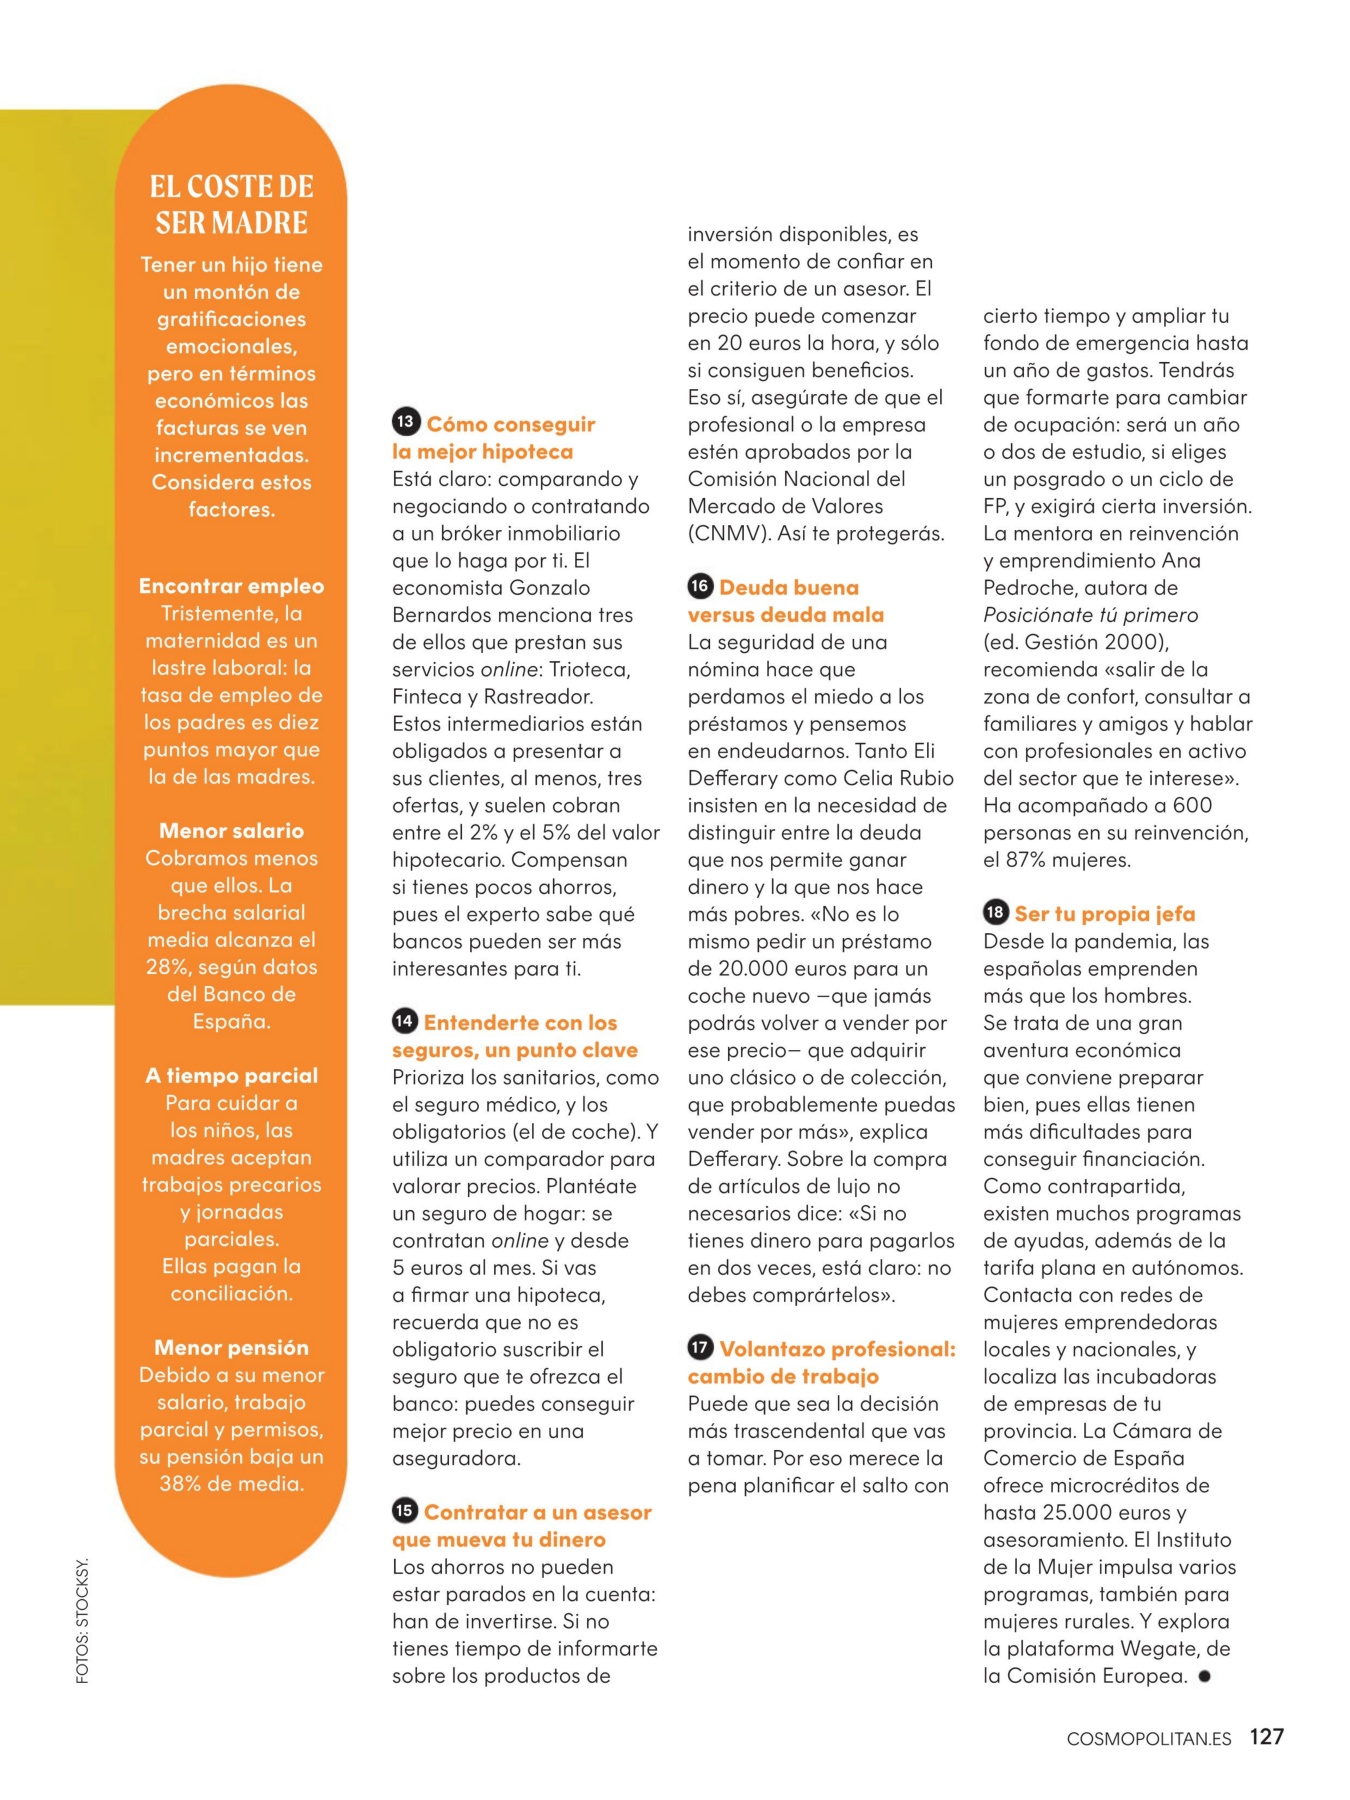 EL COSTE DE
SER MADRE
Tener un hijo tiene
un montón de
gratificaciones
emocionales,
pero en términos
económicos las
facturas se ven
incrementadas.
Considera estos
factores.
Encontrar empleo
Tristemente, la
maternidad es un
lastre laboral: la
tasa de empleo de
los padres es diez
puntos mayor que
la de las madres.
Menor salario
Cobramos menos
que ellos. La
brecha salarial
media alcanza el
28%, según datos
del Banco de
España.
A tiempo parcial
Para cuidar a
los niños, las
madres aceptan
trabajos precarios
y jornadas
parciales.
Ellas pagan la
conciliación.
Menor pensión
Debido a su menor
salario, trabajo
parcial y permisos,
su pensión baja un
38% de media.
FOTOS: STOCKSY.
13 Cómo conseguir
la mejor hipoteca
Está claro: comparando y
negociando o contratando
a un bróker inmobiliario
que lo haga por ti. El
economista Gonzalo
Bernardos menciona tres
de ellos que prestan sus
servicios online: Trioteca,
Finteca y Rastreador.
Estos intermediarios están
obligados a presentar a
sus clientes, al menos, tres
ofertas, y suelen cobran
entre el 2% y el 5% del valor
hipotecario. Compensan
si tienes pocos ahorros,
pues el experto sabe qué
bancos pueden ser más
interesantes para ti.
14 Entenderte con los
seguros, un punto clave
Prioriza los sanitarios, como
el seguro médico, y los
obligatorios (el de coche). Y
utiliza un comparador para
valorar precios. Plantéate
un seguro de hogar: se
contratan online y desde
5 euros al mes. Si vas
a firmar una hipoteca,
recuerda que no es
obligatorio suscribir el
seguro que te ofrezca el
banco: puedes conseguir
mejor precio en una
aseguradora.
15 Contratar a un asesor
que mueva tu dinero
Los ahorros no pueden
estar parados en la cuenta:
han de invertirse. Si no
tienes tiempo de informarte
sobre los productos de
inversión disponibles, es
el momento de confiar en
el criterio de un asesor. El
precio puede comenzar
en 20 euros la hora, y sólo
si consiguen beneficios.
Eso sí, asegúrate de que el
profesional o la empresa
estén aprobados por la
Comisión Nacional del
Mercado de Valores
(CNMV). Así te protegerás.
16 Deuda buena
versus deuda mala
La seguridad de una
nómina hace que
perdamos el miedo a los
préstamos y pensemos
en endeudarnos. Tanto Eli
Defferary como Celia Rubio
insisten en la necesidad de
distinguir entre la deuda
que nos permite ganar
dinero y la que nos hace
más pobres. «No es lo
mismo pedir un préstamo
de 20.000 euros para un
coche nuevo –que jamás
podrás volver a vender por
ese precio– que adquirir
uno clásico o de colección,
que probablemente puedas
vender por más», explica
Defferary. Sobre la compra
de artículos de lujo no
necesarios dice: «Si no
tienes dinero para pagarlos
en dos veces, está claro: no
debes comprártelos».
17 Volantazo profesional:
cambio de trabajo
Puede que sea la decisión
más trascendental que vas
a tomar. Por eso merece la
pena planificar el salto con
cierto tiempo y ampliar tu
fondo de emergencia hasta
un año de gastos. Tendrás
que formarte para cambiar
de ocupación: será un año
o dos de estudio, si eliges
un posgrado o un ciclo de
FP, y exigirá cierta inversión.
La mentora en reinvención
y emprendimiento Ana
Pedroche, autora de
Posiciónate tú primero
(ed. Gestión 2000),
recomienda «salir de la
zona de confort, consultar a
familiares y amigos y hablar
con profesionales en activo
del sector que te interese».
Ha acompañado a 600
personas en su reinvención,
el 87% mujeres.
18 Ser tu propia jefa
Desde la pandemia, las
españolas emprenden
más que los hombres.
Se trata de una gran
aventura económica
que conviene preparar
bien, pues ellas tienen
más dificultades para
conseguir financiación.
Como contrapartida,
existen muchos programas
de ayudas, además de la
tarifa plana en autónomos.
Contacta con redes de
mujeres emprendedoras
locales y nacionales, y
localiza las incubadoras
de empresas de tu
provincia. La Cámara de
Comercio de España
ofrece microcréditos de
hasta 25.000 euros y
asesoramiento. El Instituto
de la Mujer impulsa varios
programas, también para
mujeres rurales. Y explora
la plataforma Wegate, de
la Comisión Europea. ●
COSMOPOLITAN.ES 127